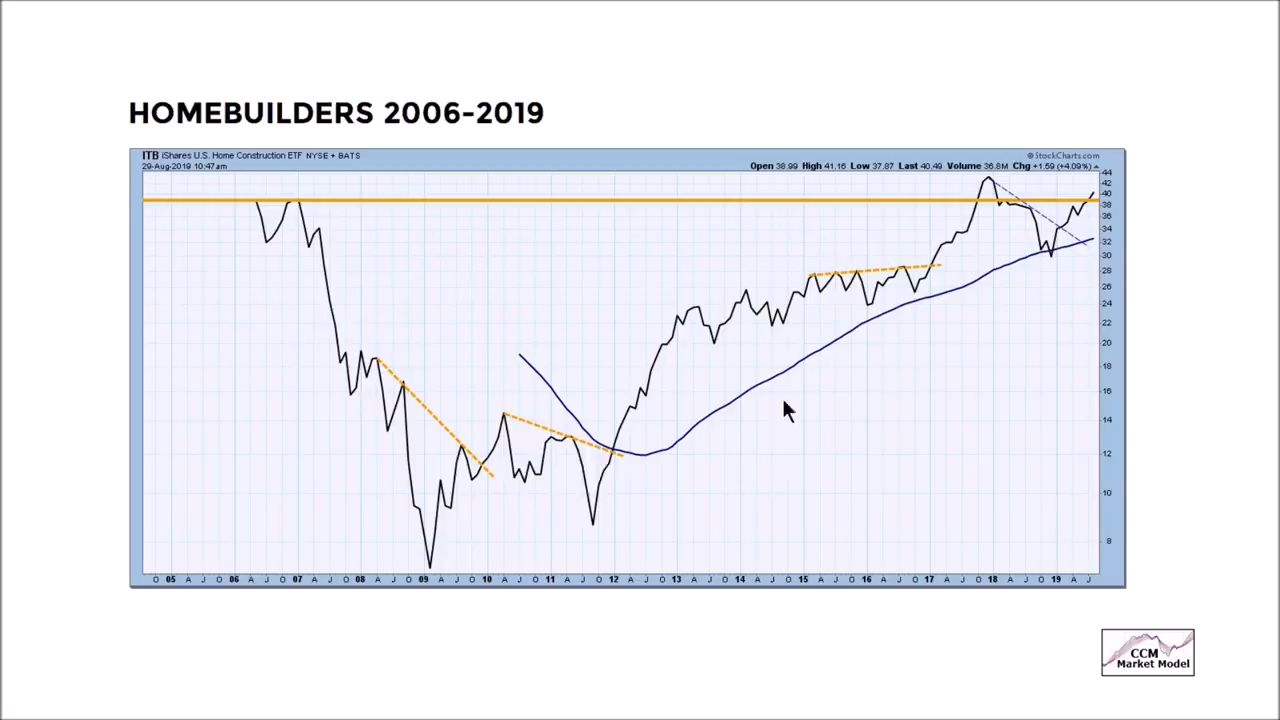 HOMEBUILDERS 2006-2019
ITB iShares U.S. Home Construction ETF NYSE + BATS
© StockCharts.com
29-Aug-2019 10:47am
Open 38.99 High 41.16 Low 37.87 Last 40.49 Volume 36.8M Chg +1.59 (+4.09%)
44
42
40
38
36
34
32
30
28
26
24
22
20
18
16
14
12
10
8
O 05 A J O 06 A J O 07 A J O 08 A J O 09 A J O 10 A J O 11 A J O 12 A J O 13 A J O 14 A J O 15 A J O 16 A J O 17 A J O 18 A J O 19 A J
CCM
Market Model